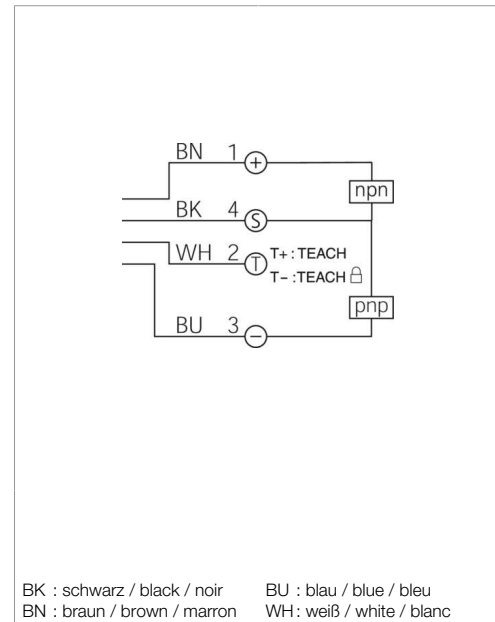 BN 1 +
npn
BK 4 S
WH 2 T T+ : TEACH
T− : TEACH
pnp
BU 3 −
BK : schwarz / black / noir BU : blau / blue / bleu
BN : braun / brown / marron WH : weiß / white / blanc